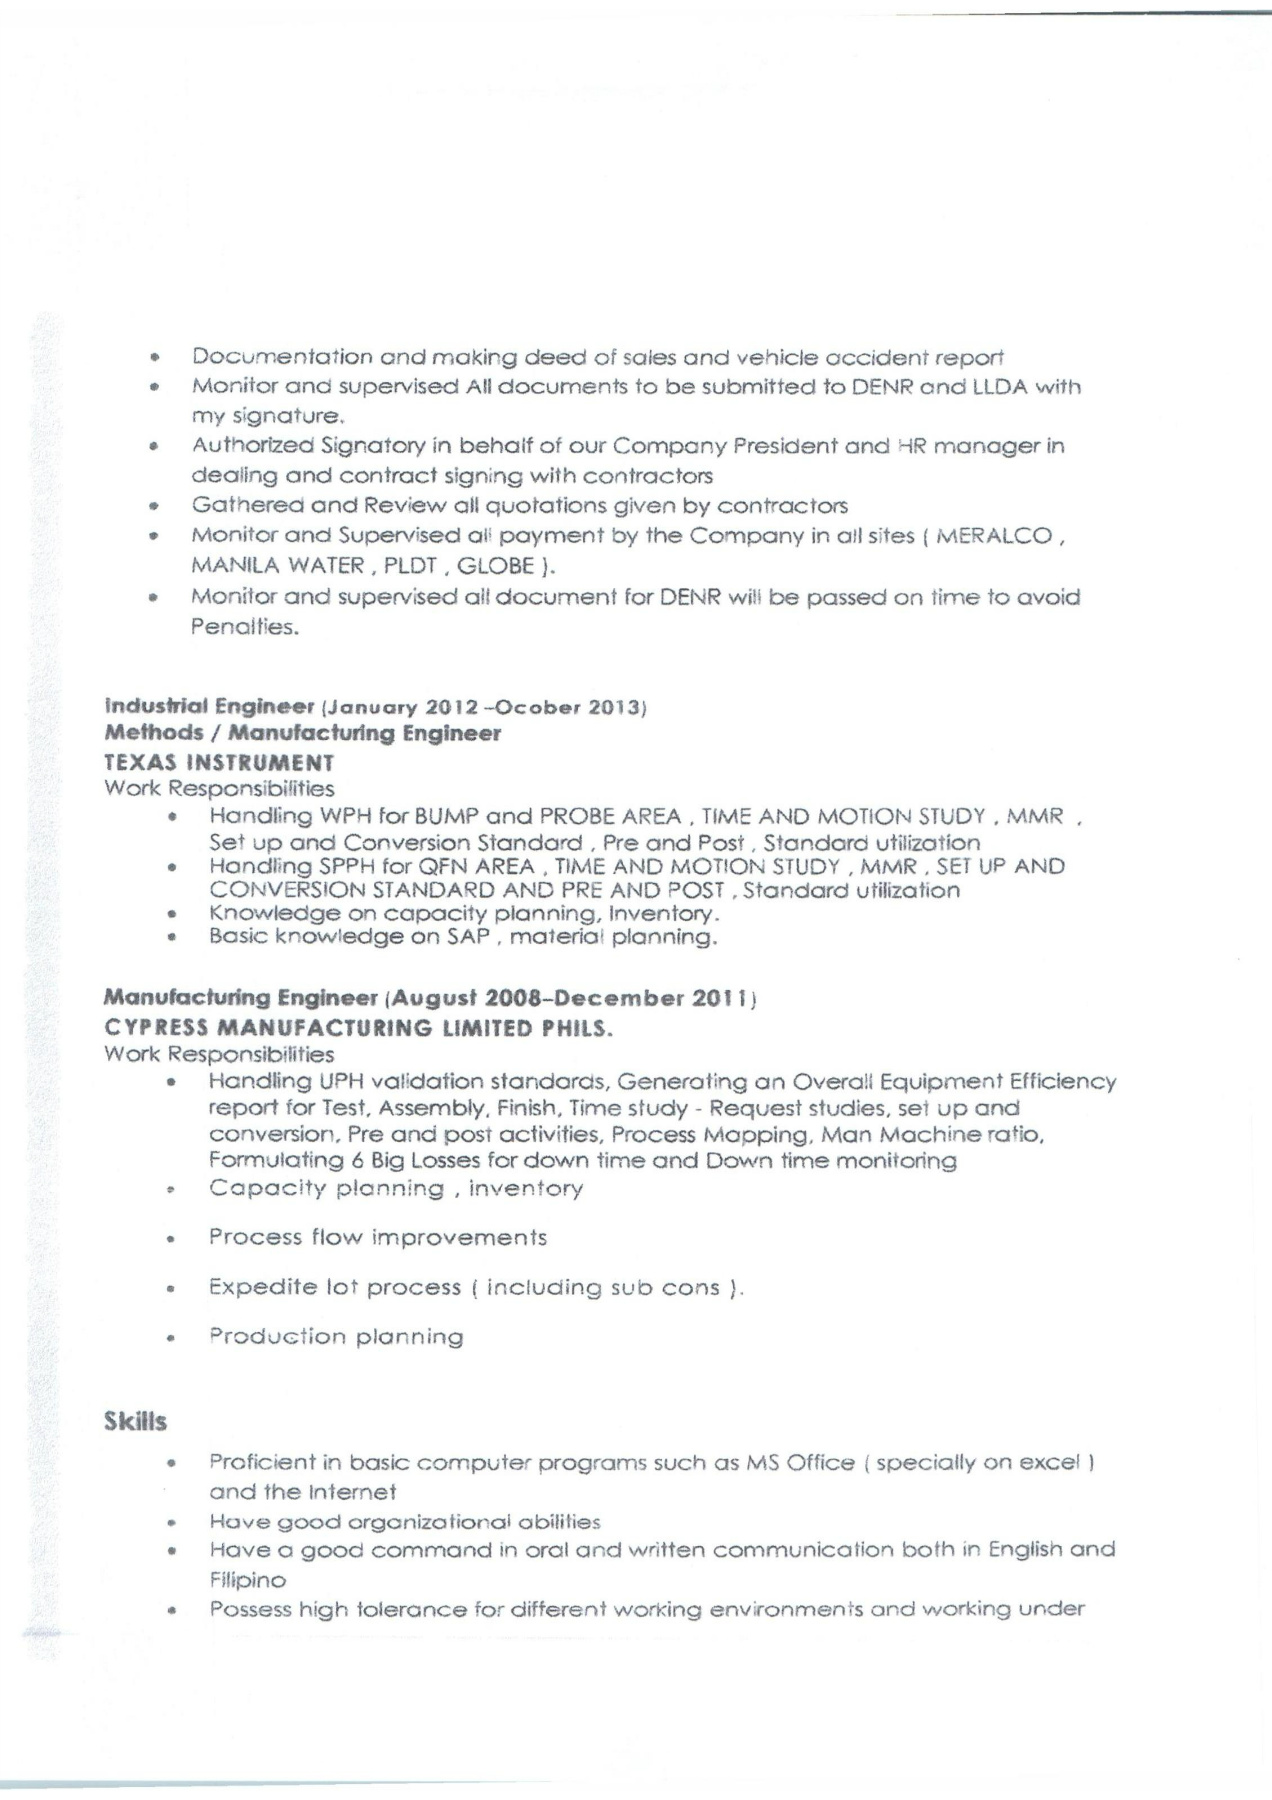 • Documentation and making deed of sales and vehicle accident report
• Monitor and supervised All documents to be submitted to DENR and LLDA with
my signature.
• Authorized Signatory in behalf of our Company President and HR manager in
dealing and contract signing with contractors
• Gathered and Review all quotations given by contractors
• Monitor and Supervised all payment by the Company in all sites ( MERALCO ,
MANILA WATER , PLDT , GLOBE ).
• Monitor and supervised all document for DENR will be passed on time to avoid
Penalties.
Industrial Engineer (January 2012 –Ocober 2013)
Methods / Manufacturing Engineer
TEXAS INSTRUMENT
Work Responsibilities
• Handling WPH for BUMP and PROBE AREA , TIME AND MOTION STUDY , MMR ,
Set up and Conversion Standard , Pre and Post , Standard utilization
• Handling SPPH for QFN AREA , TIME AND MOTION STUDY , MMR , SET UP AND
CONVERSION STANDARD AND PRE AND POST , Standard utilization
• Knowledge on capacity planning, Inventory.
• Basic knowledge on SAP , material planning.
Manufacturing Engineer (August 2008–December 2011)
CYPRESS MANUFACTURING LIMITED PHILS.
Work Responsibilities
• Handling UPH validation standards, Generating an Overall Equipment Efficiency
report for Test, Assembly, Finish, Time study - Request studies, set up and
conversion, Pre and post activities, Process Mapping, Man Machine ratio,
Formulating 6 Big Losses for down time and Down time monitoring
• Capacity planning , inventory
• Process flow improvements
• Expedite lot process ( including sub cons ).
• Production planning
Skills
• Proficient in basic computer programs such as MS Office ( specially on excel )
and the Internet
• Have good organizational abilities
• Have a good command in oral and written communication both in English and
Filipino
• Possess high tolerance for different working environments and working under